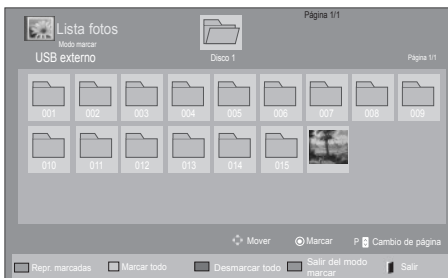 Página 1/1
Lista fotos
Modo marcar
USB externo
Disco 1
Página 1/1
001 002 003 004 005 006 007 008 009
010 011 012 013 014 015
Mover Marcar P Cambio de página
Repr. marcadas Marcar todo Desmarcar todo Salir del modo marcar Salir